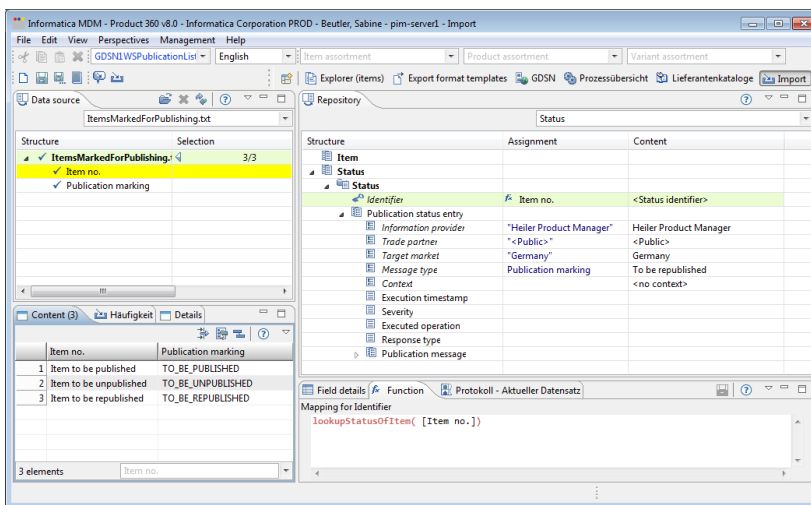 Informatica MDM - Product 360 v8.0 - Informatica Corporation PROD - Beutler, Sabine - pim-server1 - Import
File Edit View Perspectives Management Help
GDSN1WSPublicationList English Item assortment Product assortment Variant assortment
Explorer (items) Export format templates GDSN Prozessübersicht Lieferantenkataloge Import
Data source
ItemsMarkedForPublishing.txt
Structure Selection
ItemsMarkedForPublishing.t 3/3
Item no.
Publication marking
Repository
Status
Structure Assignment Content
Item
Status
Status
Identifier Item no. <Status identifier>
Publication status entry
Information provider "Heiler Product Manager" Heiler Product Manager
Trade partner "<Public>" <Public>
Target market "Germany" Germany
Message type Publication marking To be republished
Context <no context>
Execution timestamp
Severity
Executed operation
Response type
Publication message
Content (3) Häufigkeit Details
Item no. Publication marking
1 Item to be published TO_BE_PUBLISHED
2 Item to be unpublished TO_BE_UNPUBLISHED
3 Item to be republished TO_BE_REPUBLISHED
3 elements Item no.
Field details fx Function Protokoll - Aktueller Datensatz
Mapping for Identifier
lookupStatusOfItem( [Item no.])